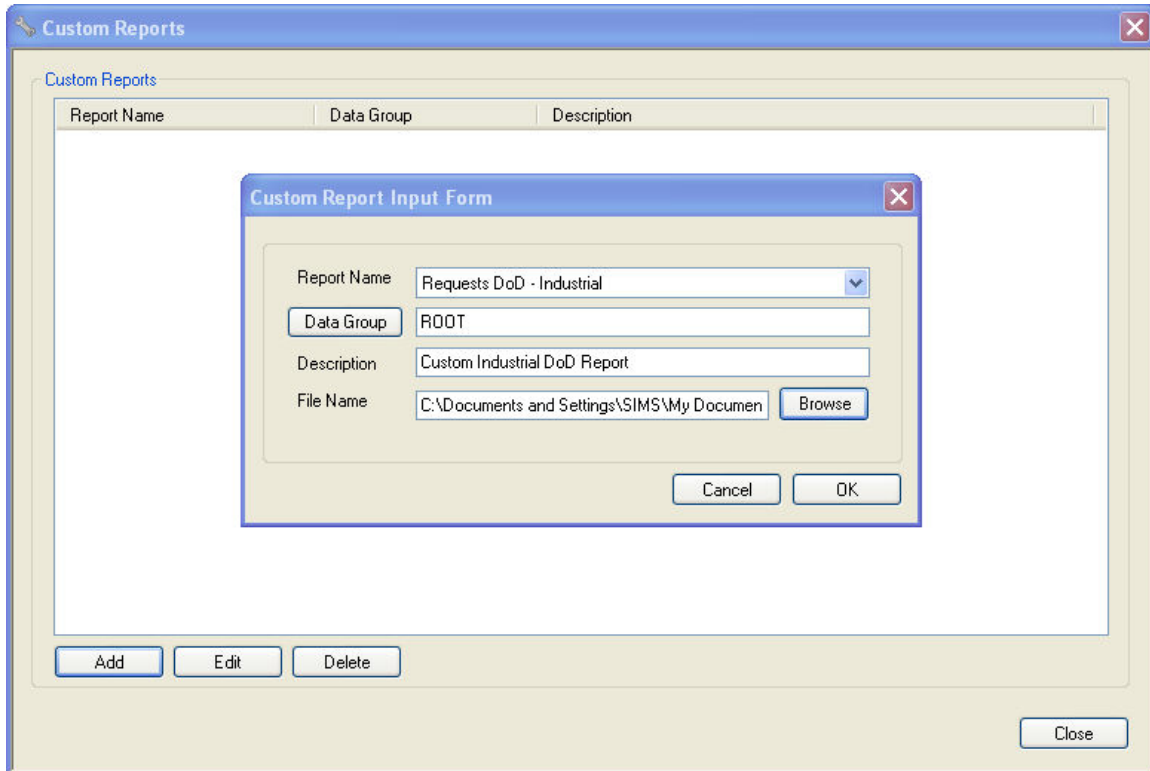 Custom Reports
Custom Reports
Report Name Data Group Description
Custom Report Input Form
Report Name Requests DoD - Industrial
Data Group ROOT
Description Custom Industrial DoD Report
File Name C:\Documents and Settings\SIMS\My Documen Browse
Cancel OK
Add Edit Delete
Close